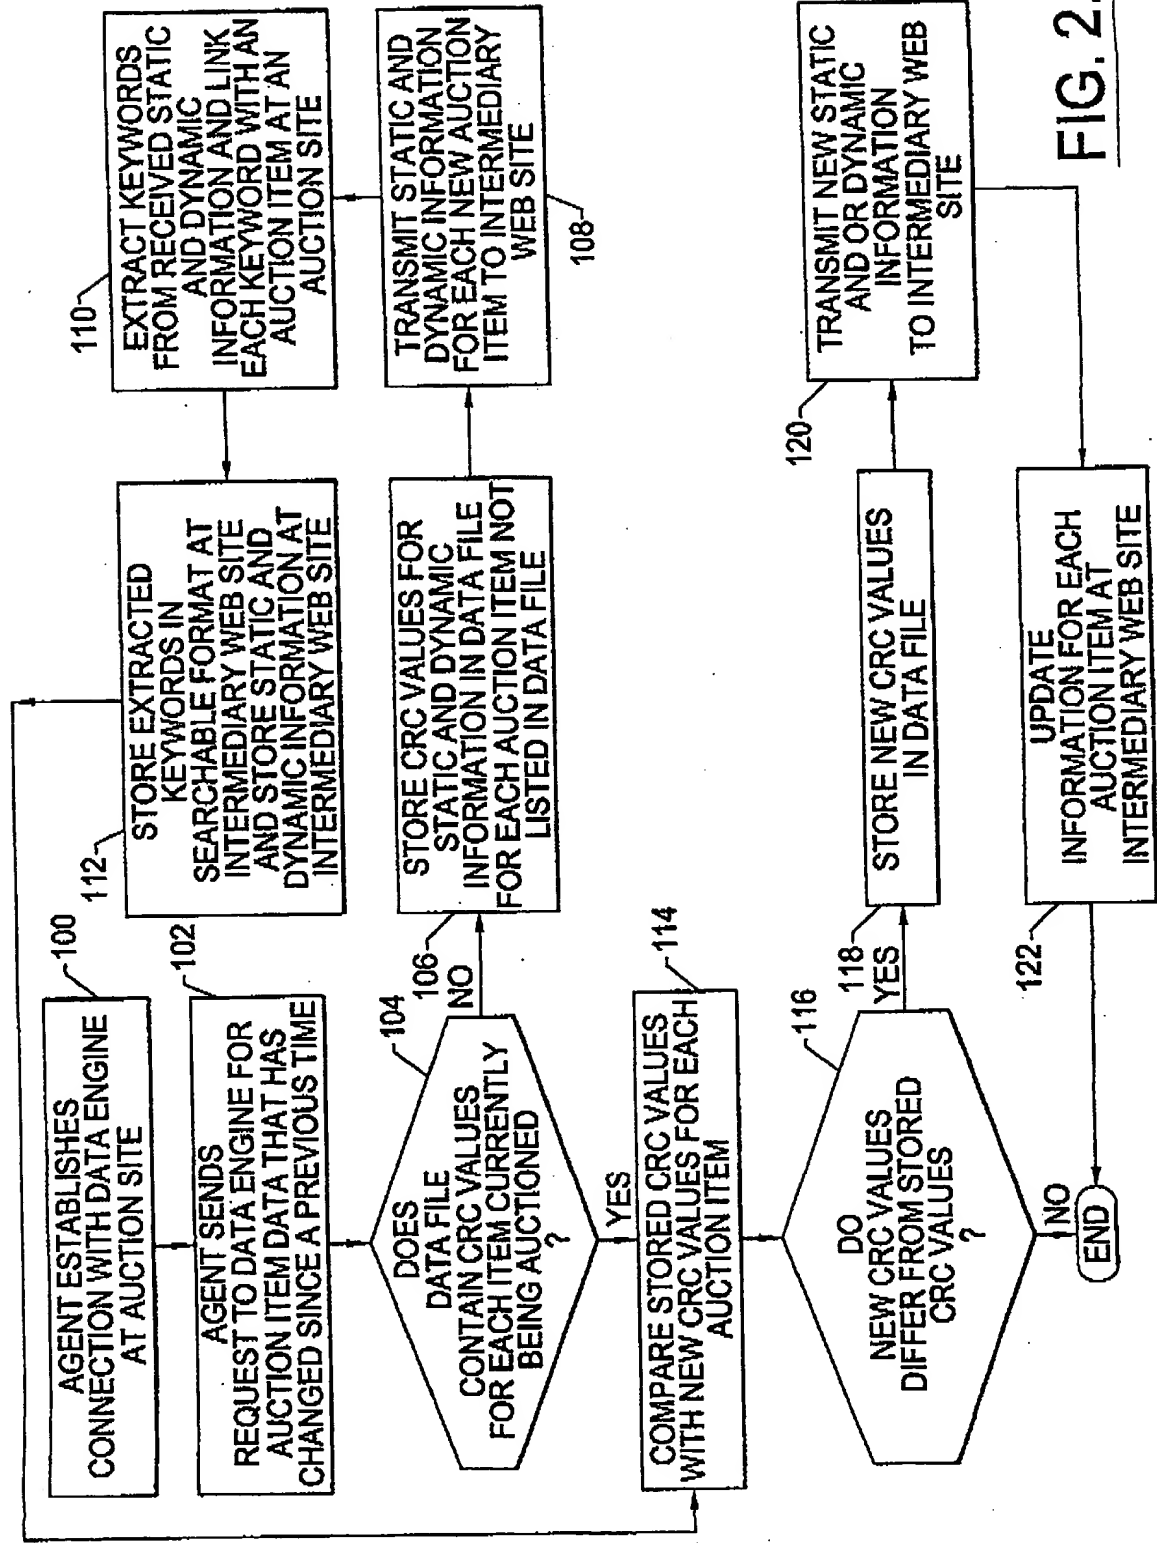 100
AGENT ESTABLISHES
CONNECTION WITH DATA ENGINE
AT AUCTION SITE
102
AGENT SENDS
REQUEST TO DATA ENGINE FOR
AUCTION ITEM DATA THAT HAS
CHANGED SINCE A PREVIOUS TIME
104
DOES
DATA FILE
CONTAIN CRC VALUES
FOR EACH ITEM CURRENTLY
BEING AUCTIONED
?
NO
YES
106
STORE CRC VALUES FOR
STATIC AND DYNAMIC
INFORMATION IN DATA FILE
FOR EACH AUCTION ITEM NOT
LISTED IN DATA FILE
108
TRANSMIT STATIC AND
DYNAMIC INFORMATION
FOR EACH NEW AUCTION
ITEM TO INTERMEDIARY
WEB SITE
110
EXTRACT KEYWORDS
FROM RECEIVED STATIC
AND DYNAMIC
INFORMATION AND LINK
EACH KEYWORD WITH AN
AUCTION ITEM AT AN
AUCTION SITE
112
STORE EXTRACTED
KEYWORDS IN
SEARCHABLE FORMAT AT
INTERMEDIARY WEB SITE
AND STORE STATIC AND
DYNAMIC INFORMATION AT
INTERMEDIARY WEB SITE
114
COMPARE STORED CRC VALUES
WITH NEW CRC VALUES FOR EACH
AUCTION ITEM
116
DO
NEW CRC VALUES
DIFFER FROM STORED
CRC VALUES
?
YES
NO
118
STORE NEW CRC VALUES
IN DATA FILE
120
TRANSMIT NEW STATIC
AND OR DYNAMIC
INFORMATION
TO INTERMEDIARY WEB
SITE
122
UPDATE
INFORMATION FOR EACH
AUCTION ITEM AT
INTERMEDIARY WEB SITE
END
FIG. 2.